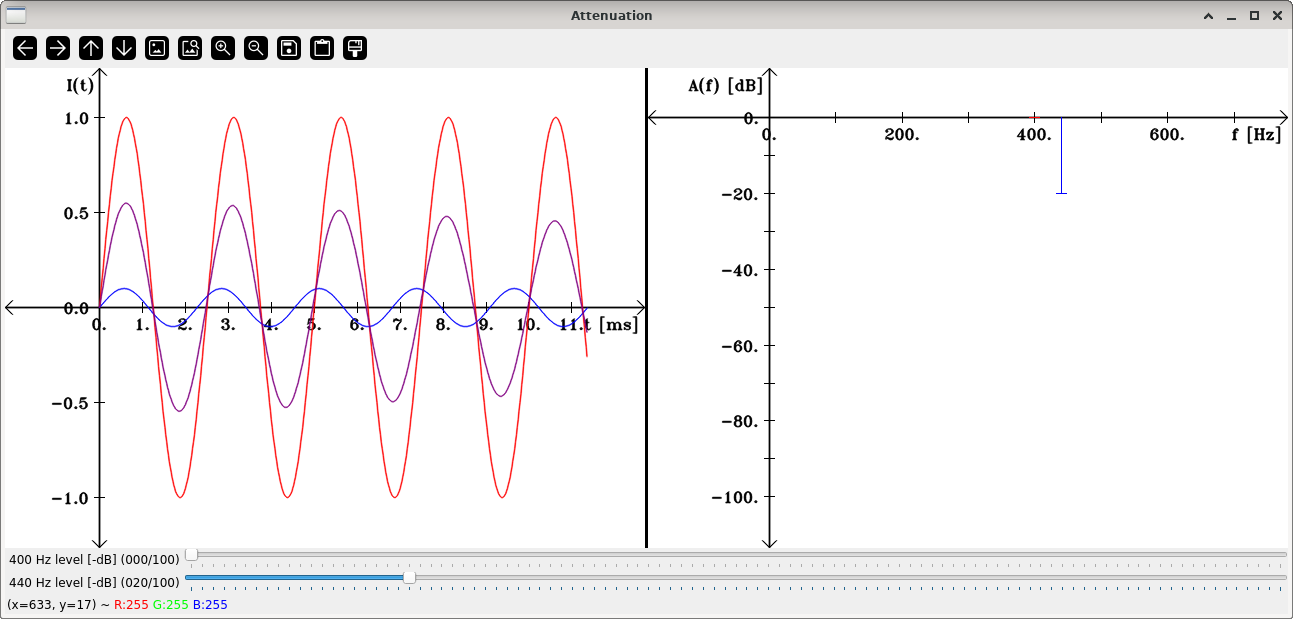 Attenuation
I(t)
1.0
0.5
0.0
−0.5
−1.0
0. 1. 2. 3. 4. 5. 6. 7. 8. 9. 10. 11. t [ms]
A(f) [dB]
0.
0. 200. 400. 600. f [Hz]
−20.
−40.
−60.
−80.
−100.
400 Hz level [-dB] (000/100)
440 Hz level [-dB] (020/100)
(x=633, y=17) ~ R:255 G:255 B:255